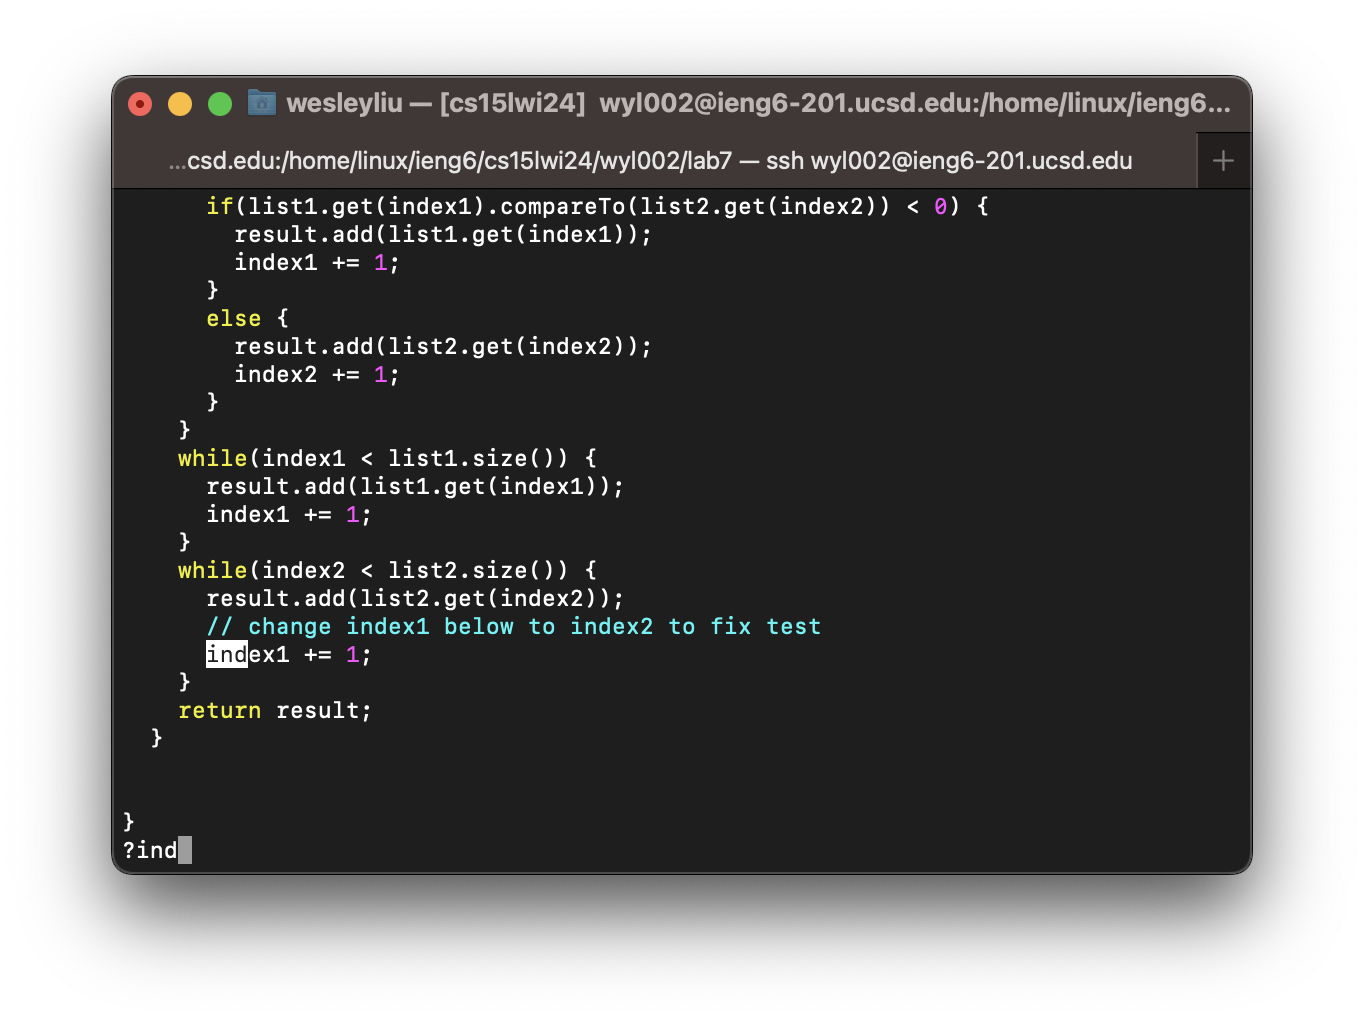 wesleyliu — [cs15lwi24] wyl002@ieng6-201.ucsd.edu:/home/linux/ieng6...
...csd.edu:/home/linux/ieng6/cs15lwi24/wyl002/lab7 — ssh wyl002@ieng6-201.ucsd.edu
+
      if(list1.get(index1).compareTo(list2.get(index2)) < 0) {
        result.add(list1.get(index1));
        index1 += 1;
      }
      else {
        result.add(list2.get(index2));
        index2 += 1;
      }
    }
    while(index1 < list1.size()) {
      result.add(list1.get(index1));
      index1 += 1;
    }
    while(index2 < list2.size()) {
      result.add(list2.get(index2));
      // change index1 below to index2 to fix test
      index1 += 1;
    }
    return result;
  }
}
?ind